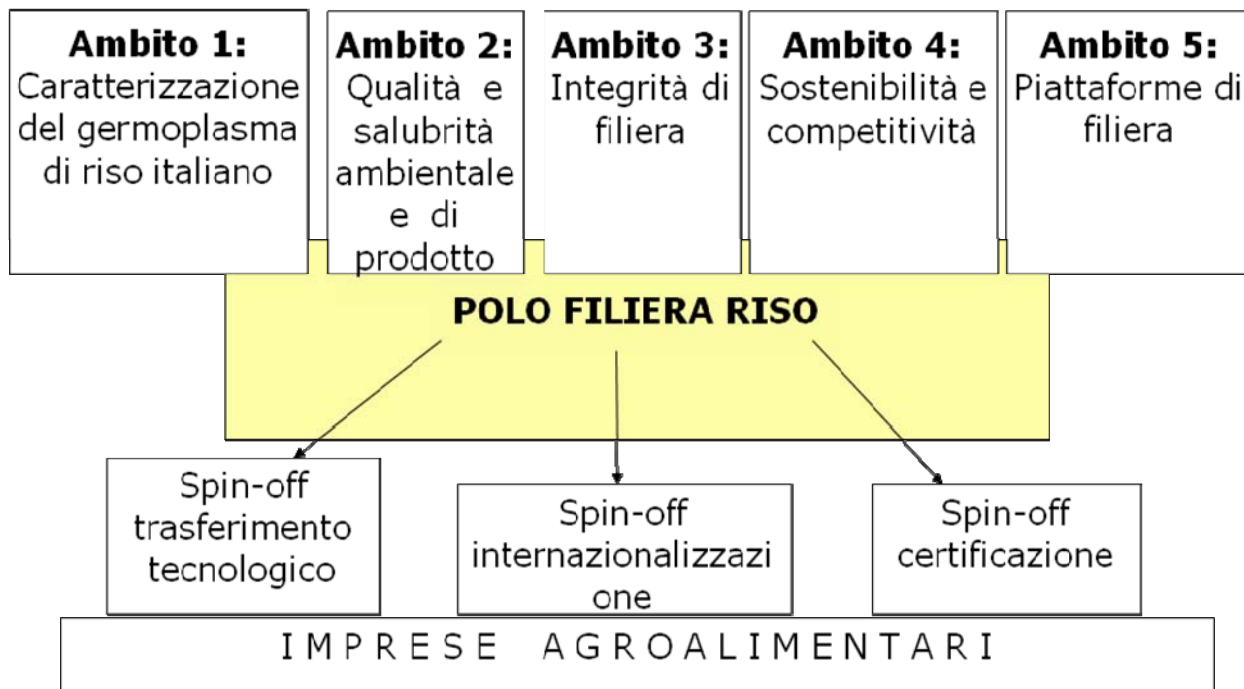 Ambito 1:
Caratterizzazione
del germoplasma
di riso italiano
Ambito 2:
Qualità e
salubrità
ambientale
e di
prodotto
Ambito 3:
Integrità di
filiera
Ambito 4:
Sostenibilità e
competitività
Ambito 5:
Piattaforme di
filiera
POLO FILIERA RISO
Spin-off
trasferimento
tecnologico
Spin-off
internazionalizzazi
one
Spin-off
certificazione
IMPRESE AGROALIMENTARI